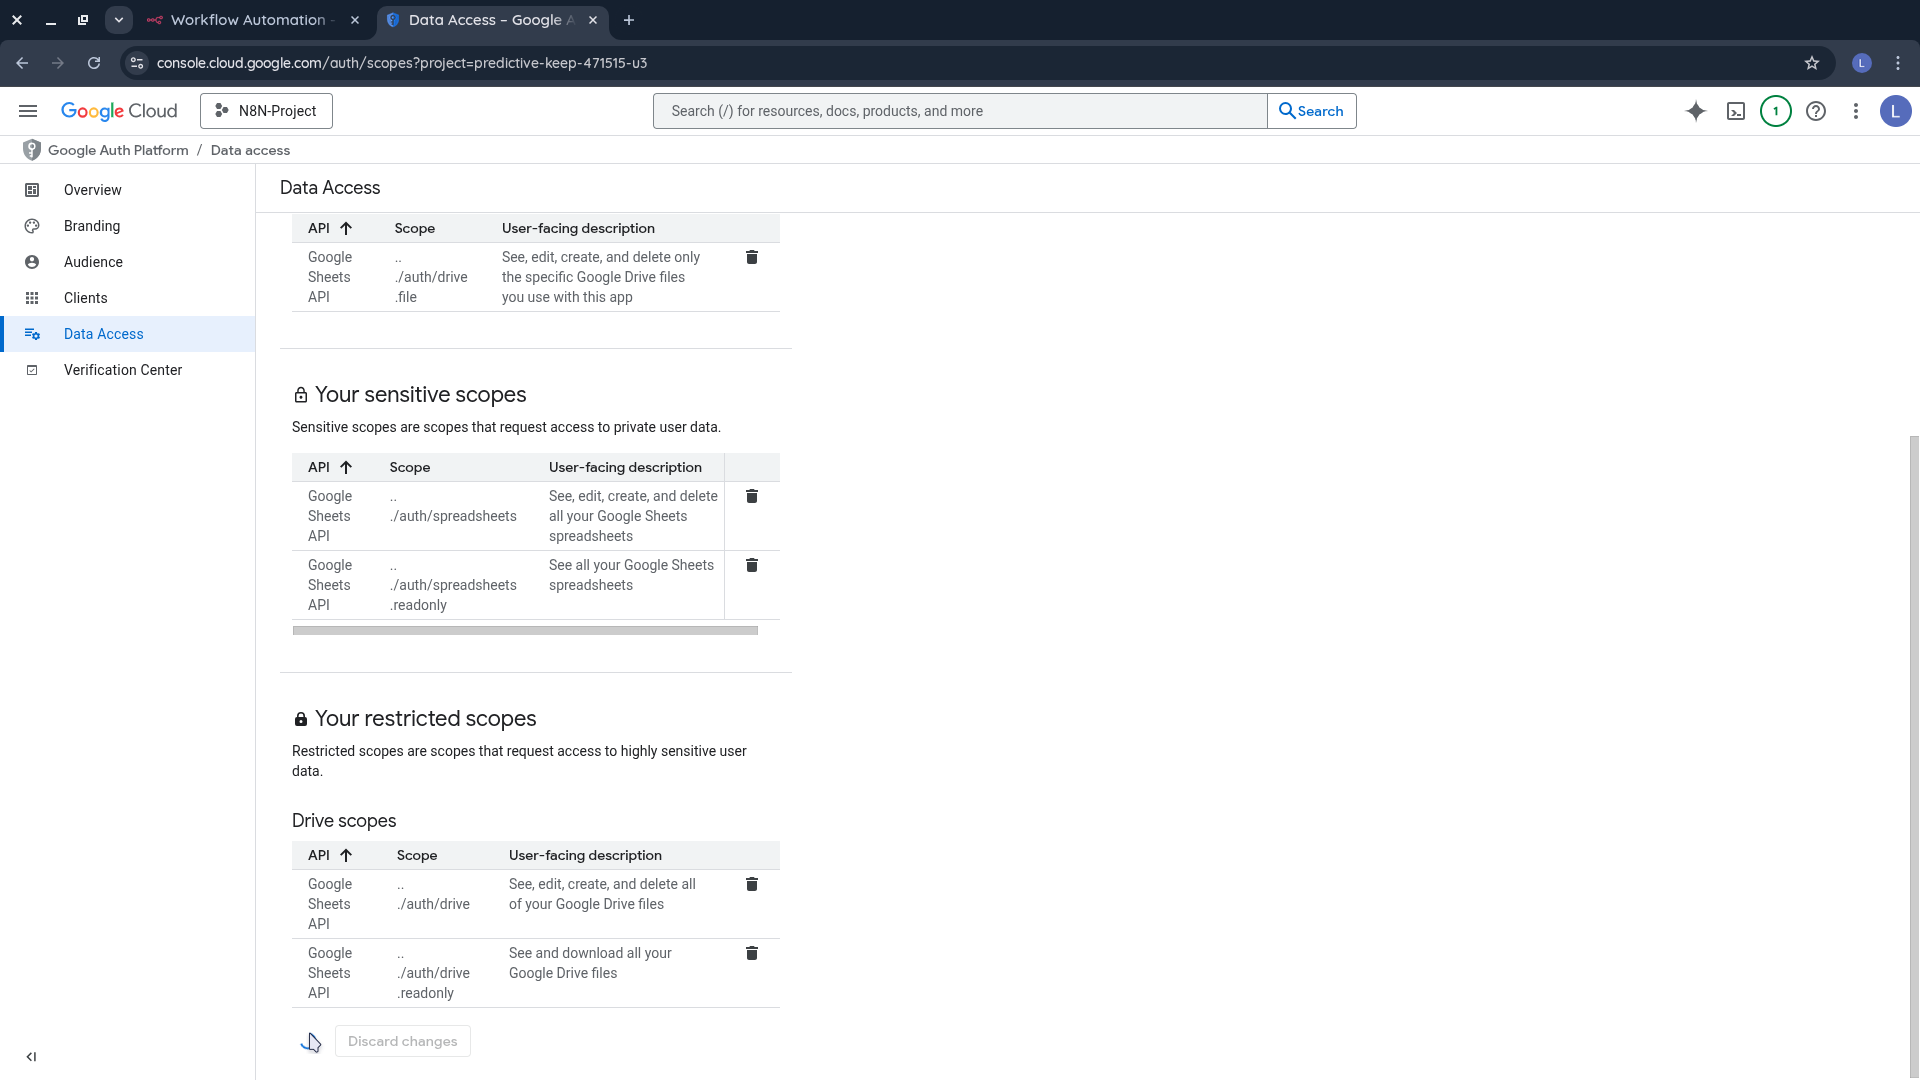 Workflow Automation -
Data Access – Google A
console.cloud.google.com/auth/scopes?project=predictive-keep-471515-u3
L
Google Cloud
N8N-Project
Search (/) for resources, docs, products, and more
Search
1
L
Google Auth Platform / Data access
Overview
Branding
Audience
Clients
Data Access
Verification Center
Data Access
API Scope User-facing description
Google .. See, edit, create, and delete only
Sheets ./auth/drive the specific Google Drive files
API .file you use with this app
Your sensitive scopes
Sensitive scopes are scopes that request access to private user data.
API Scope User-facing description
Google .. See, edit, create, and delete
Sheets ./auth/spreadsheets all your Google Sheets
API spreadsheets
Google .. See all your Google Sheets
Sheets ./auth/spreadsheets spreadsheets
API .readonly
Your restricted scopes
Restricted scopes are scopes that request access to highly sensitive user
data.
Drive scopes
API Scope User-facing description
Google .. See, edit, create, and delete all
Sheets ./auth/drive of your Google Drive files
API
Google .. See and download all your
Sheets ./auth/drive Google Drive files
API .readonly
Discard changes